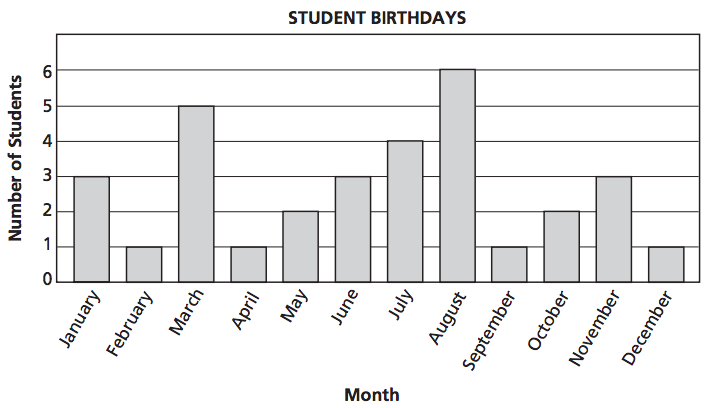 STUDENT BIRTHDAYS
Number of Students
6
5
4
3
2
1
0
January
February
March
April
May
June
July
August
September
October
November
December
Month